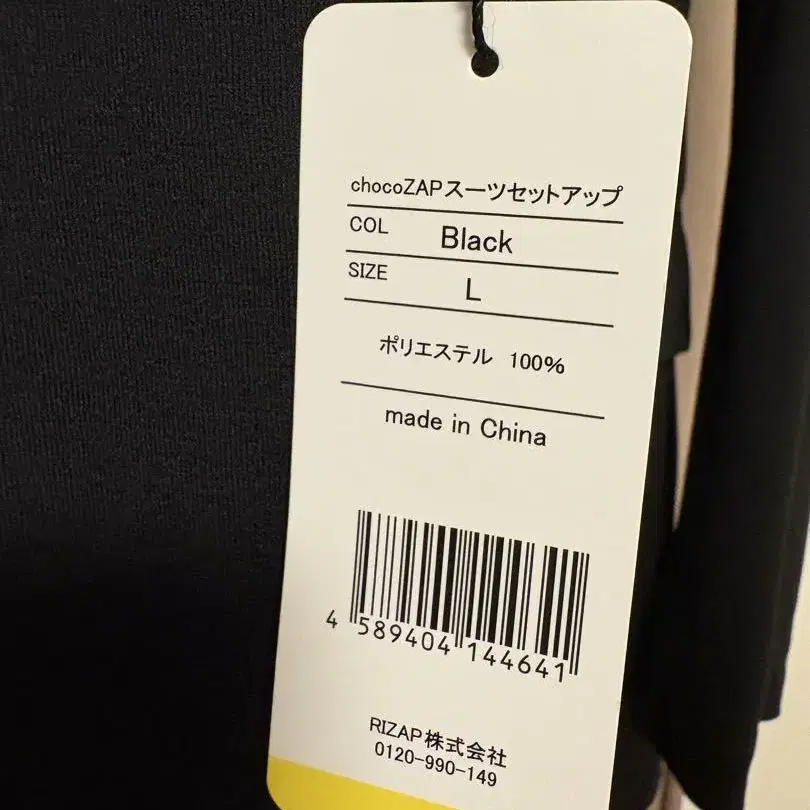 chocoZAPスーツセットアップ
COL Black
SIZE L
ポリエステル 100%
made in China
4 589404 144641
RIZAP株式会社
0120-990-149